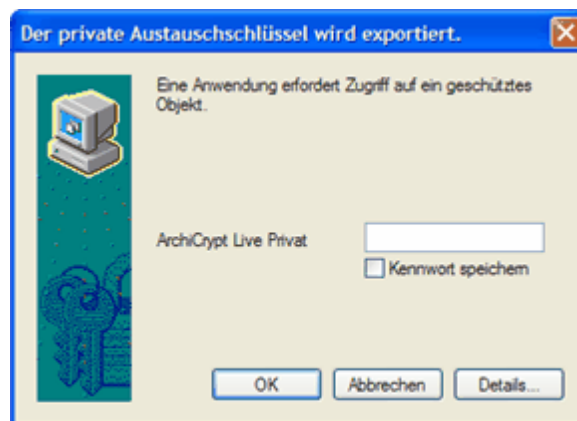 Der private Austauschschlüssel wird exportiert.
Eine Anwendung erfordert Zugriff auf ein geschütztes
Objekt.
ArchiCrypt Live Privat
Kennwort speichern
OK
Abbrechen
Details...